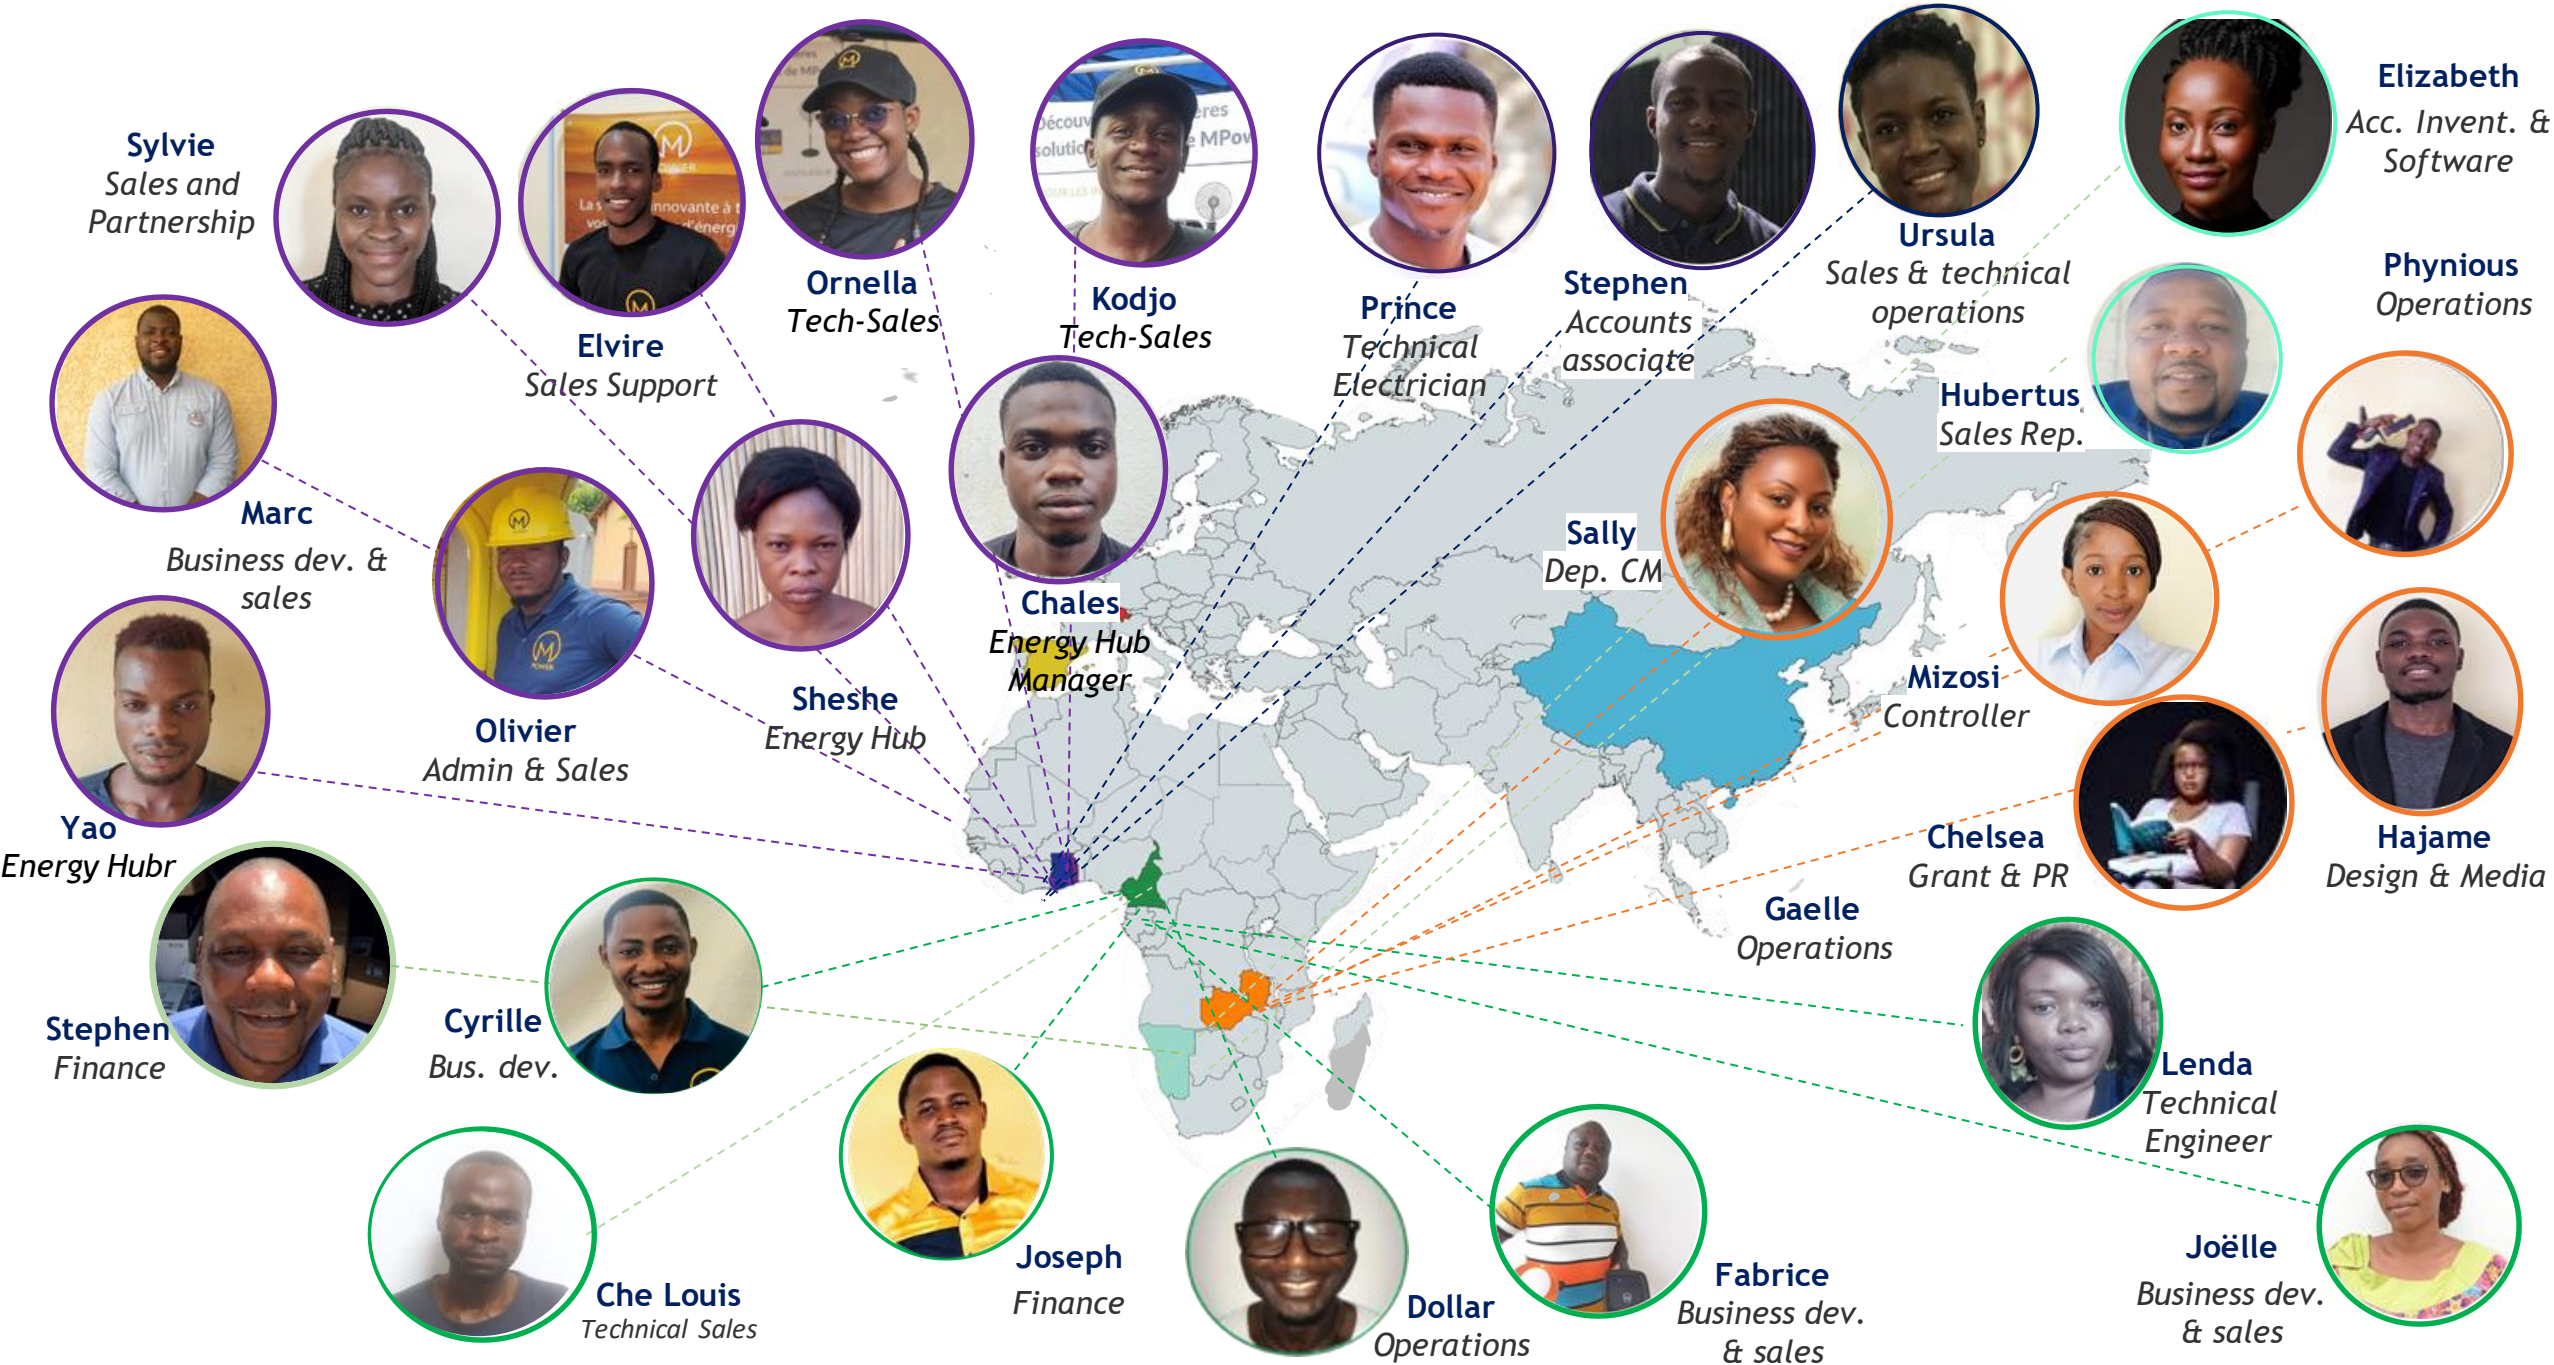 Elizabeth
Acc. Invent. &
Software
Sylvie
Sales and
Partnership
Ornella
Tech-Sales
Kodjo
Tech-Sales
Prince
Technical
Electrician
Stephen
Accounts
associate
Ursula
Sales & technical
operations
Phynious
Operations
Elvire
Sales Support
Hubertus
Sales Rep.
Marc
Business dev. &
sales
Sally
Dep. CM
Chales
Energy Hub
Manager
Mizosi
Controller
Olivier
Admin & Sales
Sheshe
Energy Hub
Yao
Energy Hubr
Chelsea
Grant & PR
Hajame
Design & Media
Gaelle
Operations
Stephen
Finance
Cyrille
Bus. dev.
Lenda
Technical
Engineer
Che Louis
Technical Sales
Joseph
Finance
Dollar
Operations
Fabrice
Business dev.
& sales
Joëlle
Business dev.
& sales